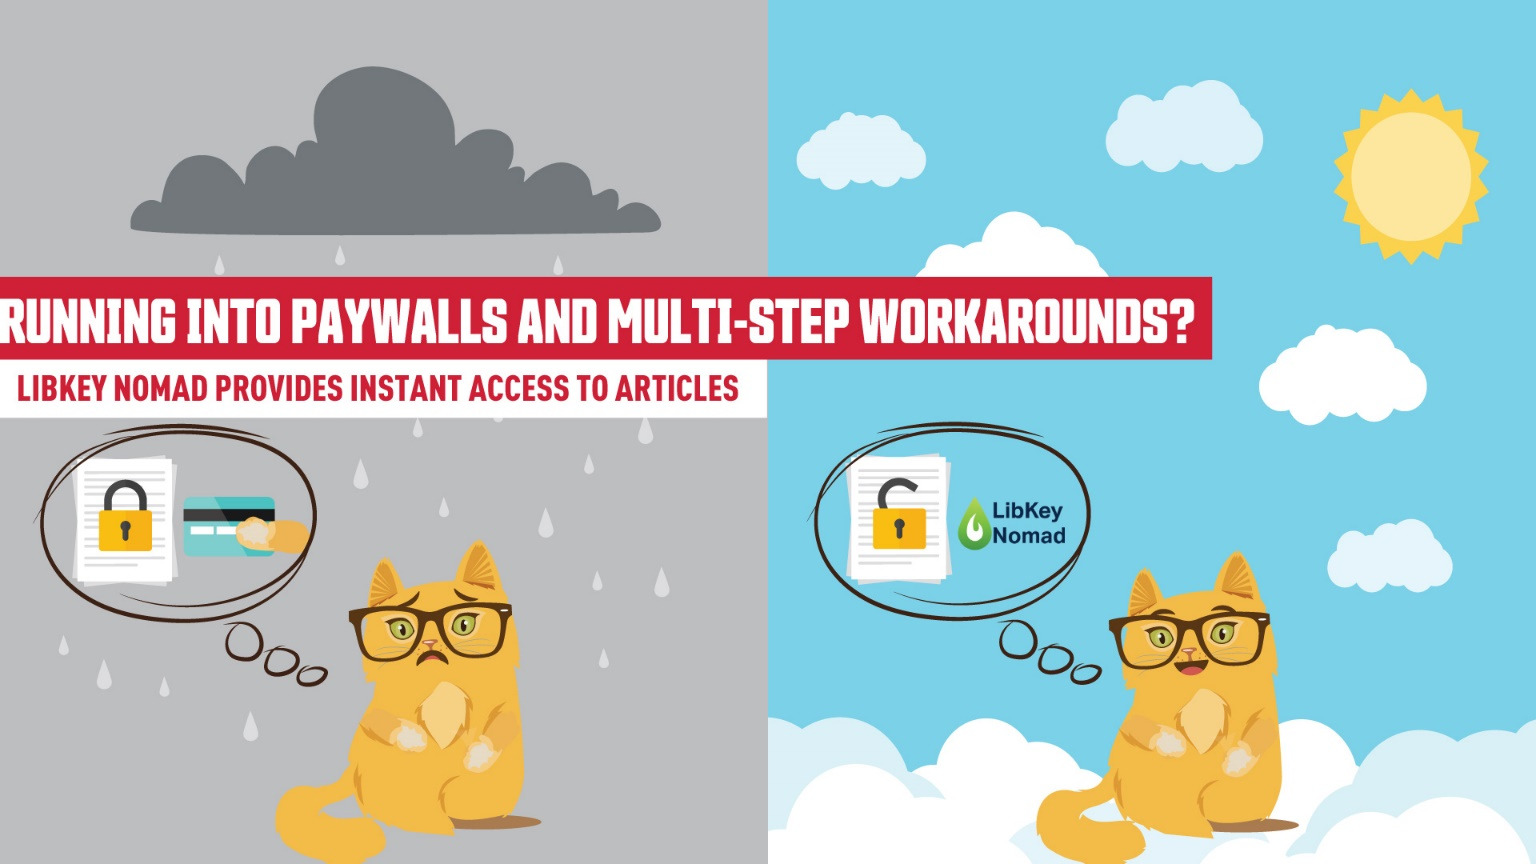 RUNNING INTO PAYWALLS AND MULTI-STEP WORKAROUNDS?
LIBKEY NOMAD PROVIDES INSTANT ACCESS TO ARTICLES
LibKey
Nomad